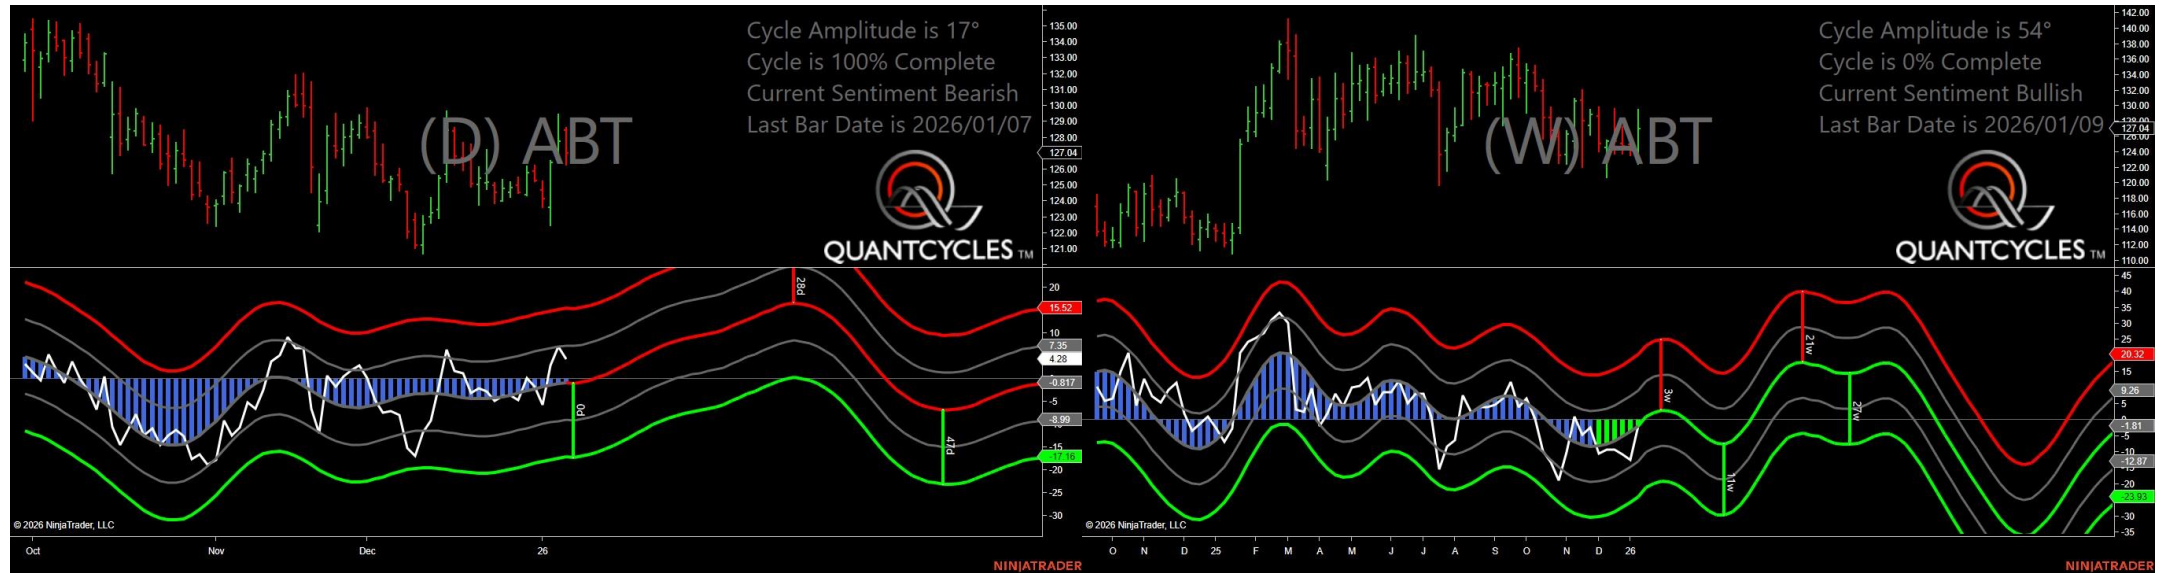 Cycle Amplitude is 17°
Cycle is 100% Complete
Current Sentiment Bearish
Last Bar Date is 2026/01/07
(D) ABT
QUANTCYCLES TM
135.00
134.00
133.00
132.00
131.00
130.00
129.00
128.00
127.04
126.00
125.00
124.00
123.00
122.00
121.00
28d
0d
47d
20
15.52
10
7.35
4.28
-0.817
-5
-8.99
-15
-17.16
-20
-25
-30
© 2026 NinjaTrader, LLC
Oct Nov Dec 26
NINJATRADER
Cycle Amplitude is 54°
Cycle is 0% Complete
Current Sentiment Bullish
Last Bar Date is 2026/01/09
(W) ABT
QUANTCYCLES TM
142.00
140.00
138.00
136.00
134.00
132.00
130.00
127.04
126.00
124.00
122.00
120.00
118.00
116.00
114.00
112.00
110.00
3w
11w
21w
27w
45
40
35
30
25
20.32
15
9.26
5
0
-1.81
-5
-10
-12.87
-23.93
-30
-35
© 2026 NinjaTrader, LLC
O N D 25 F M A M J J A S O N D 26
NINJATRADER